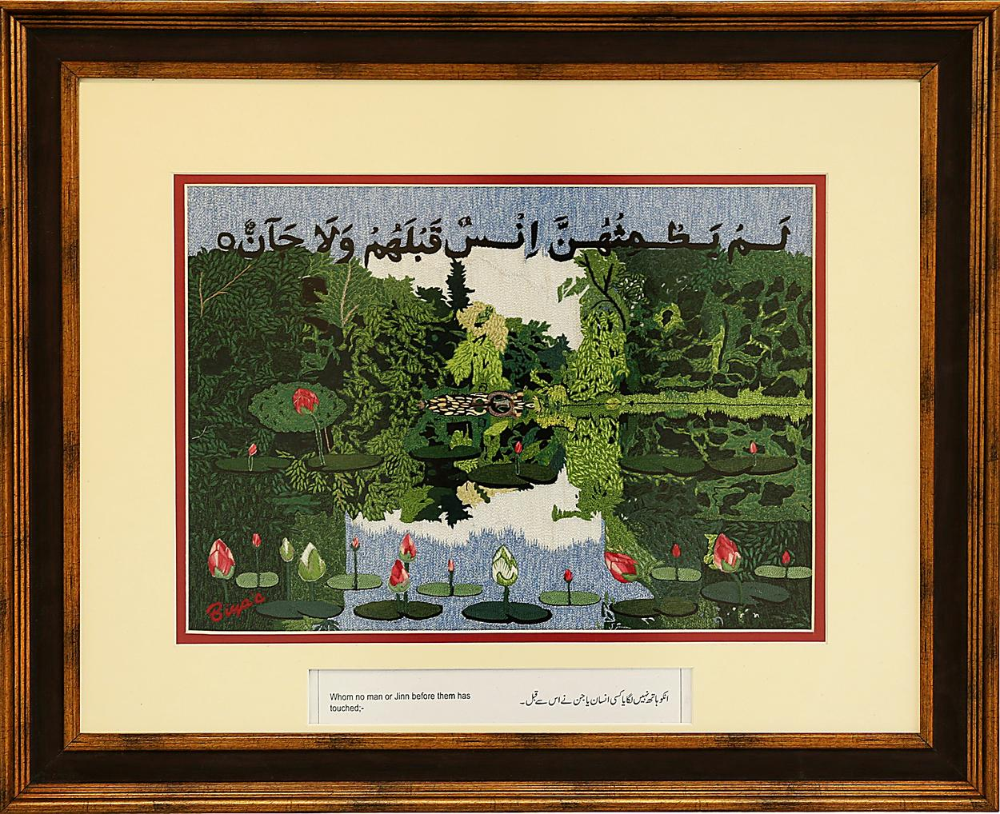 لَمْ يَطْمِثْهُنَّ اِنْسٌ قَبْلَهُمْ وَلَا جَآنٌّ
Whom no man or Jinn before them has
touched;-
انکو ہاتھ نہیں لگایا کسی انسان یا جن نے اس سے قبل ۔